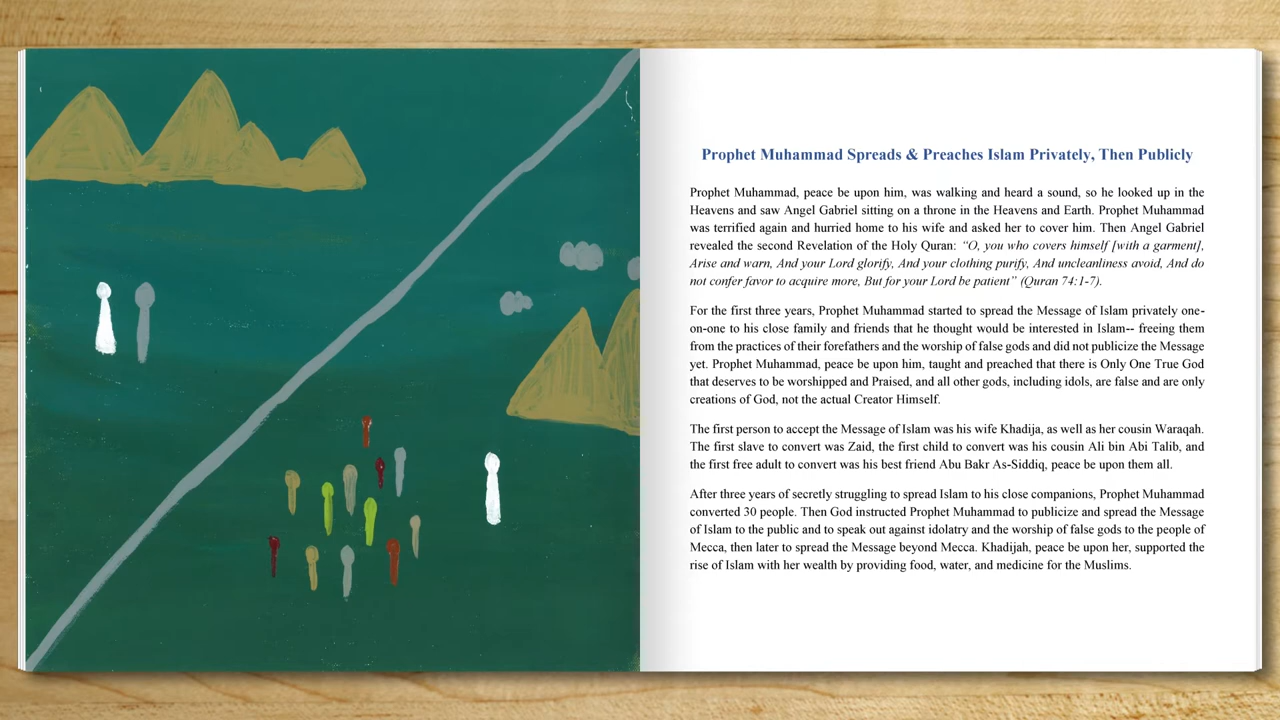 Prophet Muhammad Spreads & Preaches Islam Privately, Then Publicly
Prophet Muhammad, peace be upon him, was walking and heard a sound, so he looked up in the
Heavens and saw Angel Gabriel sitting on a throne in the Heavens and Earth. Prophet Muhammad
was terrified again and hurried home to his wife and asked her to cover him. Then Angel Gabriel
revealed the second Revelation of the Holy Quran: “O, you who covers himself [with a garment],
Arise and warn, And your Lord glorify, And your clothing purify, And uncleanliness avoid, And do
not confer favor to acquire more, But for your Lord be patient” (Quran 74:1-7).
For the first three years, Prophet Muhammad started to spread the Message of Islam privately one-
on-one to his close family and friends that he thought would be interested in Islam-- freeing them
from the practices of their forefathers and the worship of false gods and did not publicize the Message
yet. Prophet Muhammad, peace be upon him, taught and preached that there is Only One True God
that deserves to be worshipped and Praised, and all other gods, including idols, are false and are only
creations of God, not the actual Creator Himself.
The first person to accept the Message of Islam was his wife Khadija, as well as her cousin Waraqah.
The first slave to convert was Zaid, the first child to convert was his cousin Ali bin Abi Talib, and
the first free adult to convert was his best friend Abu Bakr As-Siddiq, peace be upon them all.
After three years of secretly struggling to spread Islam to his close companions, Prophet Muhammad
converted 30 people. Then God instructed Prophet Muhammad to publicize and spread the Message
of Islam to the public and to speak out against idolatry and the worship of false gods to the people of
Mecca, then later to spread the Message beyond Mecca. Khadijah, peace be upon her, supported the
rise of Islam with her wealth by providing food, water, and medicine for the Muslims.